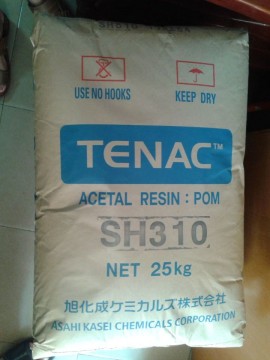 USE NO HOOKS
KEEP DRY
TENAC™
ACETAL RESIN : POM
SH310
NET 25kg
旭化成ケミカルズ株式会社
ASAHI KASEI CHEMICALS CORPORATION